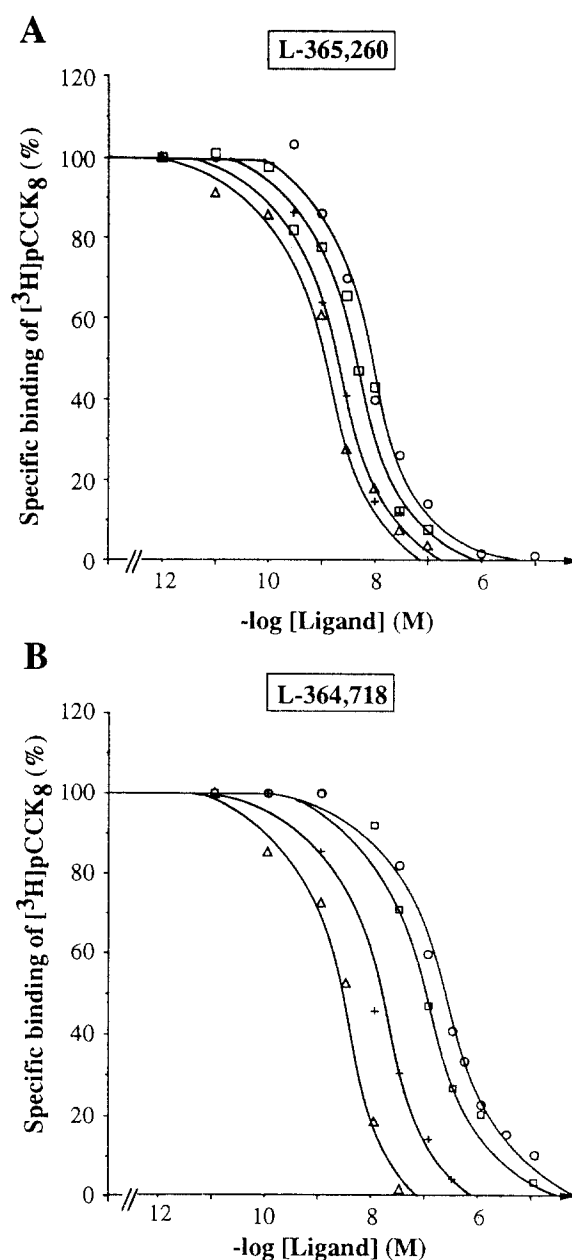 A
L-365,260
Specific binding of [³H]pCCK₈ (%)
120
100
80
60
40
20
0
12
10
8
6
-log [Ligand] (M)
B
L-364,718
Specific binding of [³H]pCCK₈ (%)
120
100
80
60
40
20
0
12
10
8
6
-log [Ligand] (M)